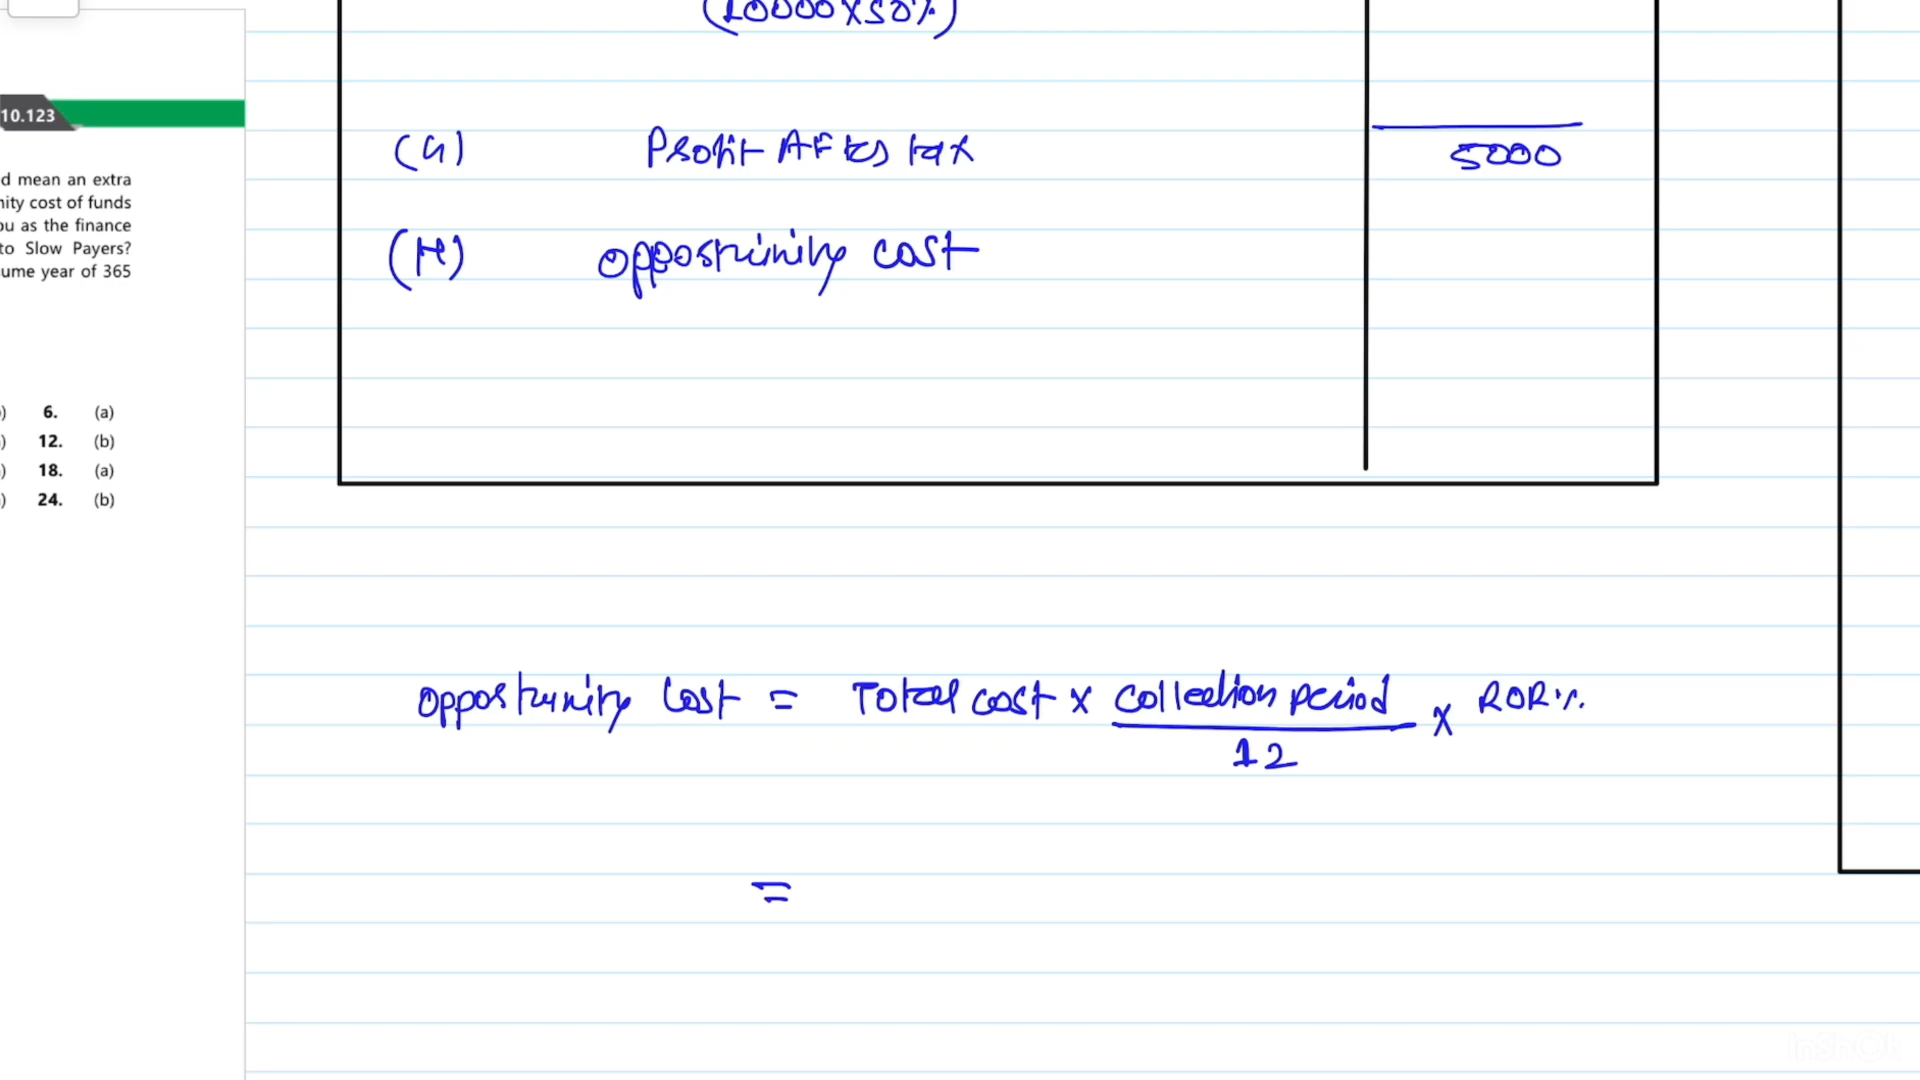 (10000X50%)
10.123
d mean an extra
nity cost of funds
ou as the finance
to Slow Payers?
ume year of 365
(G) Profit After tax 5000
(H) opportunity cost
) 6. (a)
) 12. (b)
) 18. (a)
) 24. (b)
opportunity cost = Total cost x collection period x ROR%
12
=